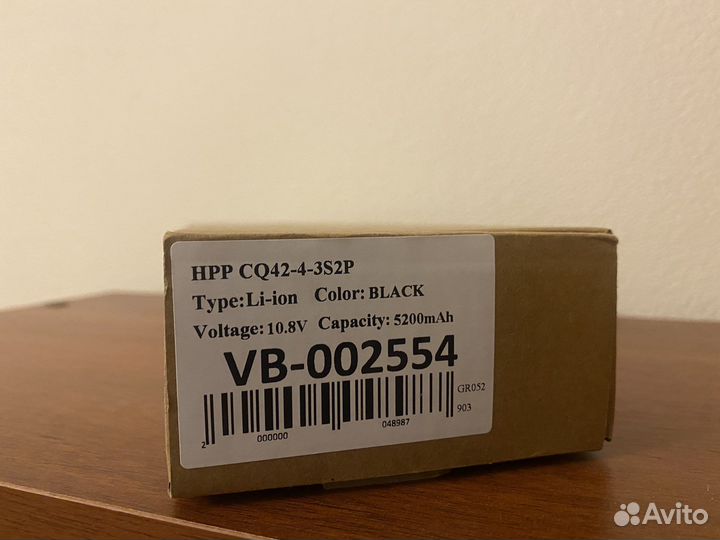 HPP CQ42-4-3S2P
Type:Li-ion Color: BLACK
Voltage: 10.8V Capacity: 5200mAh
VB-002554
GR052
903
2 000000 048987
Avito